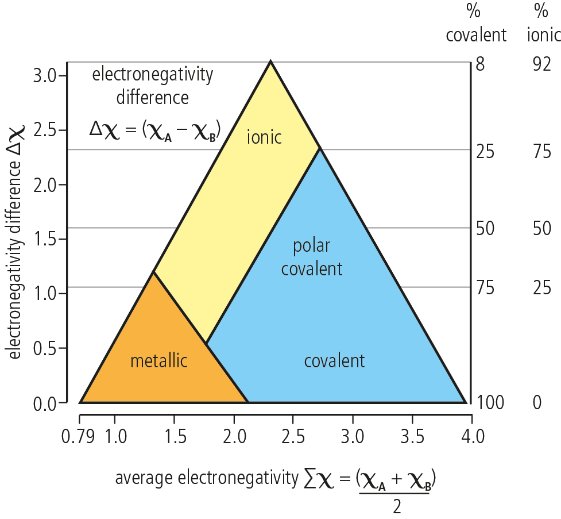 %
covalent
%
ionic
3.0
2.5
2.0
1.5
1.0
0.5
0.0
electronegativity difference Δχ
electronegativity
difference
Δχ = (χA – χB)
ionic
polar
covalent
metallic
covalent
8
92
25
75
50
50
75
25
100
0
0.79 1.0 1.5 2.0 2.5 3.0 3.5 4.0
average electronegativity ∑χ = (χA + χB)
2